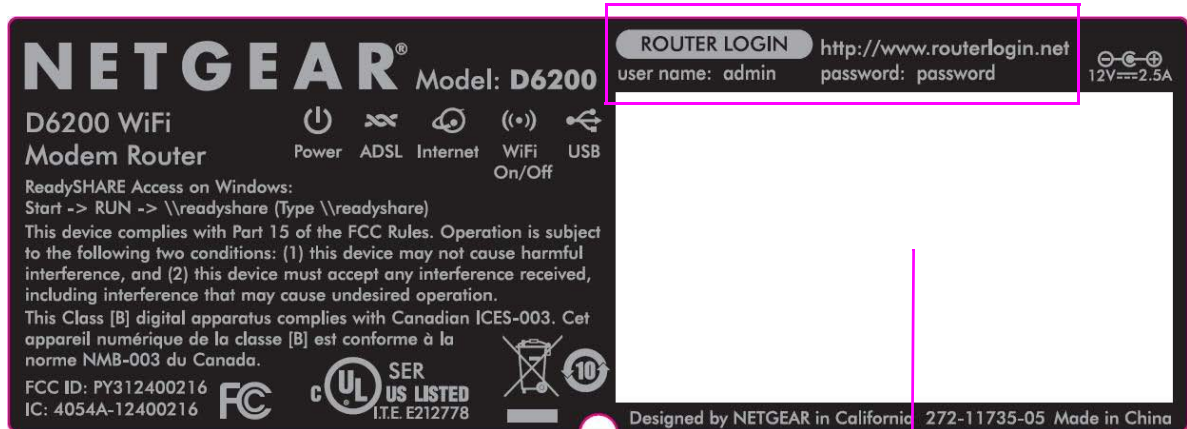 NETGEAR® Model: D6200
D6200 WiFi
Modem Router
Power ADSL Internet WiFi On/Off USB
ReadySHARE Access on Windows:
Start -> RUN -> \\readyshare (Type \\readyshare)
This device complies with Part 15 of the FCC Rules. Operation is subject
to the following two conditions: (1) this device may not cause harmful
interference, and (2) this device must accept any interference received,
including interference that may cause undesired operation.
This Class [B] digital apparatus complies with Canadian ICES-003. Cet
appareil numérique de la classe [B] est conforme à la
norme NMB-003 du Canada.
FCC ID: PY312400216
IC: 4054A-12400216
FC
C UL SER
US LISTED
I.T.E. E212778
10
ROUTER LOGIN http://www.routerlogin.net
user name: admin password: password
12V⎓2.5A
Designed by NETGEAR in California 272-11735-05 Made in China